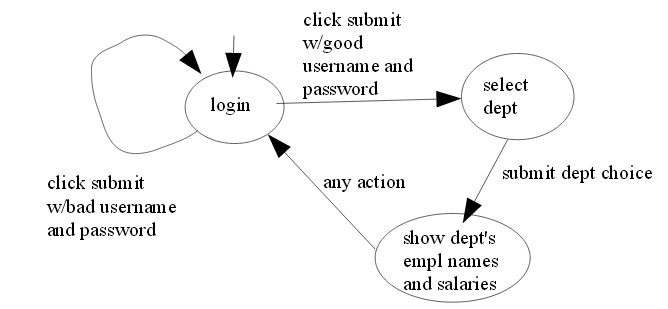 click submit
w/good
username and
password
login
select
dept
click submit
w/bad username
and password
any action
submit dept choice
show dept's
empl names
and salaries